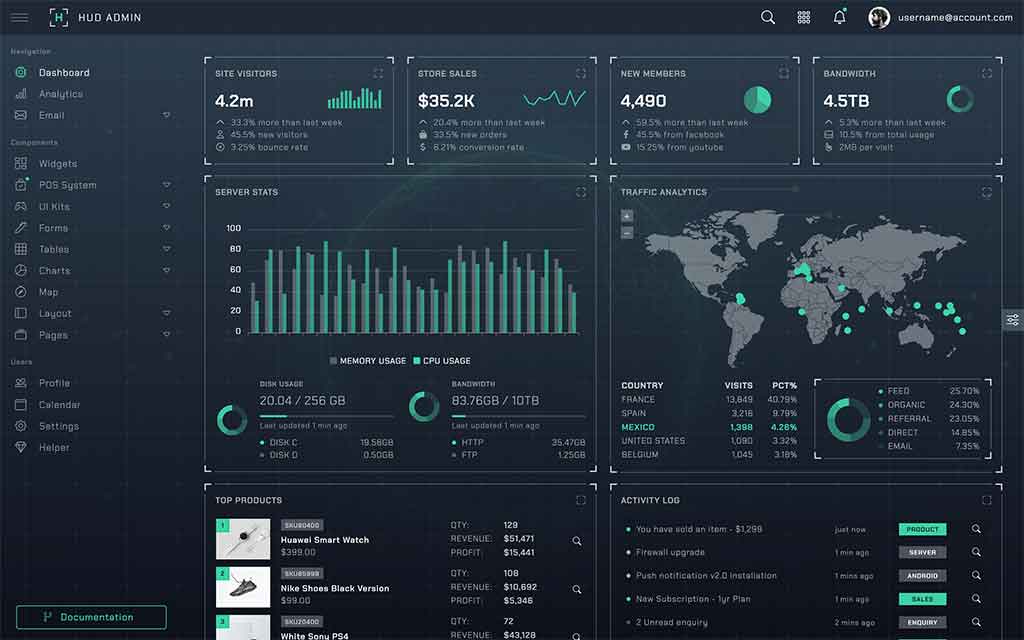 HUD ADMIN
username@account.com
Navigation
Dashboard
Analytics
Email
Components
Widgets
POS System
UI Kits
Forms
Tables
Charts
Map
Layout
Pages
Users
Profile
Calendar
Settings
Helper
Documentation
SITE VISITORS
4.2m
33.3% more than last week
45.5% new visitors
3.25% bounce rate
STORE SALES
$35.2K
20.4% more than last week
33.5% new orders
6.21% conversion rate
NEW MEMBERS
4,490
59.5% more than last week
45.5% from facebook
15.25% from youtube
BANDWIDTH
4.5TB
5.3% more than last week
10.5% from total usage
2MB per visit
SERVER STATS
100
80
60
40
20
0
MEMORY USAGE CPU USAGE
DISK USAGE
20.04 / 256 GB
Last updated 1 min ago
DISK C 19.56GB
DISK D 0.50GB
BANDWIDTH
83.76GB / 10TB
Last updated 1 min ago
HTTP 35.47GB
FTP 1.25GB
TRAFFIC ANALYTICS
+
-
COUNTRY VISITS PCT%
FRANCE 13,849 40.79%
SPAIN 3,216 9.79%
MEXICO 1,398 4.26%
UNITED STATES 1,090 3.32%
BELGIUM 1,045 3.18%
FEED 25.70%
ORGANIC 24.30%
REFERRAL 23.05%
DIRECT 14.85%
EMAIL 7.35%
TOP PRODUCTS
1
SKU90400
Huawei Smart Watch
$399.00
QTY: 129
REVENUE: $51,471
PROFIT: $15,441
2
SKU85999
Nike Shoes Black Version
$99.00
QTY: 108
REVENUE: $10,692
PROFIT: $5,346
3
SKU20400
White Sony PS4
QTY: 72
REVENUE: $43,128
ACTIVITY LOG
You have sold an item - $1,299 just now PRODUCT
Firewall upgrade 1 min ago SERVER
Push notification v2.0 Installation 1 mins ago ANDROID
New Subscription - 1yr Plan 1 min ago SALES
2 Unread enquiry 2 mins ago ENQUIRY